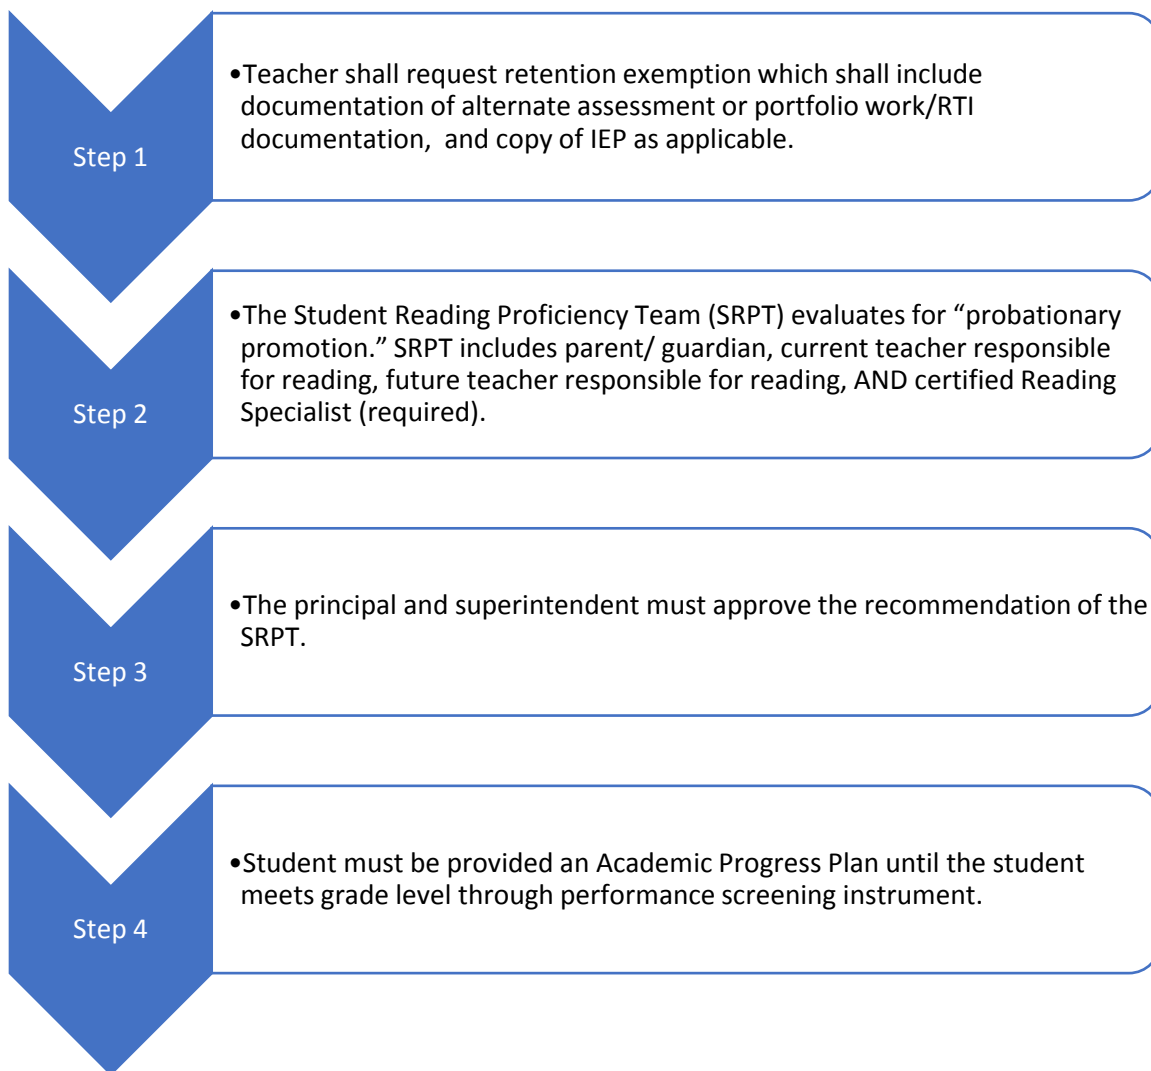 Step 1
•Teacher shall request retention exemption which shall include
documentation of alternate assessment or portfolio work/RTI
documentation,  and copy of IEP as applicable.
Step 2
•The Student Reading Proficiency Team (SRPT) evaluates for “probationary
promotion.” SRPT includes parent/ guardian, current teacher responsible
for reading, future teacher responsible for reading, AND certified Reading
Specialist (required).
Step 3
•The principal and superintendent must approve the recommendation of the
SRPT.
Step 4
•Student must be provided an Academic Progress Plan until the student
meets grade level through performance screening instrument.